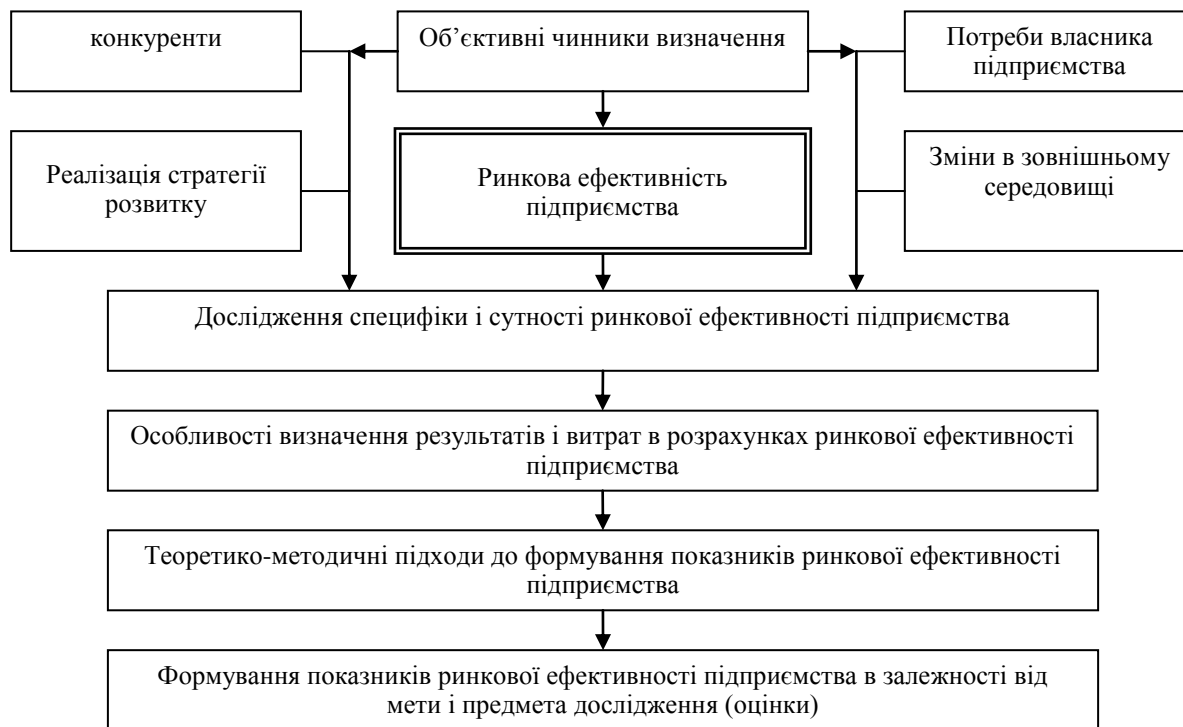 конкуренти
Об’єктивні чинники визначення
Потреби власника
підприємства
Реалізація стратегії
розвитку
Ринкова ефективність
підприємства
Зміни в зовнішньому
середовищі
Дослідження специфіки і сутності ринкової ефективності підприємства
Особливості визначення результатів і витрат в розрахунках ринкової ефективності
підприємства
Теоретико-методичні підходи до формування показників ринкової ефективності
підприємства
Формування показників ринкової ефективності підприємства в залежності від
мети і предмета дослідження (оцінки)